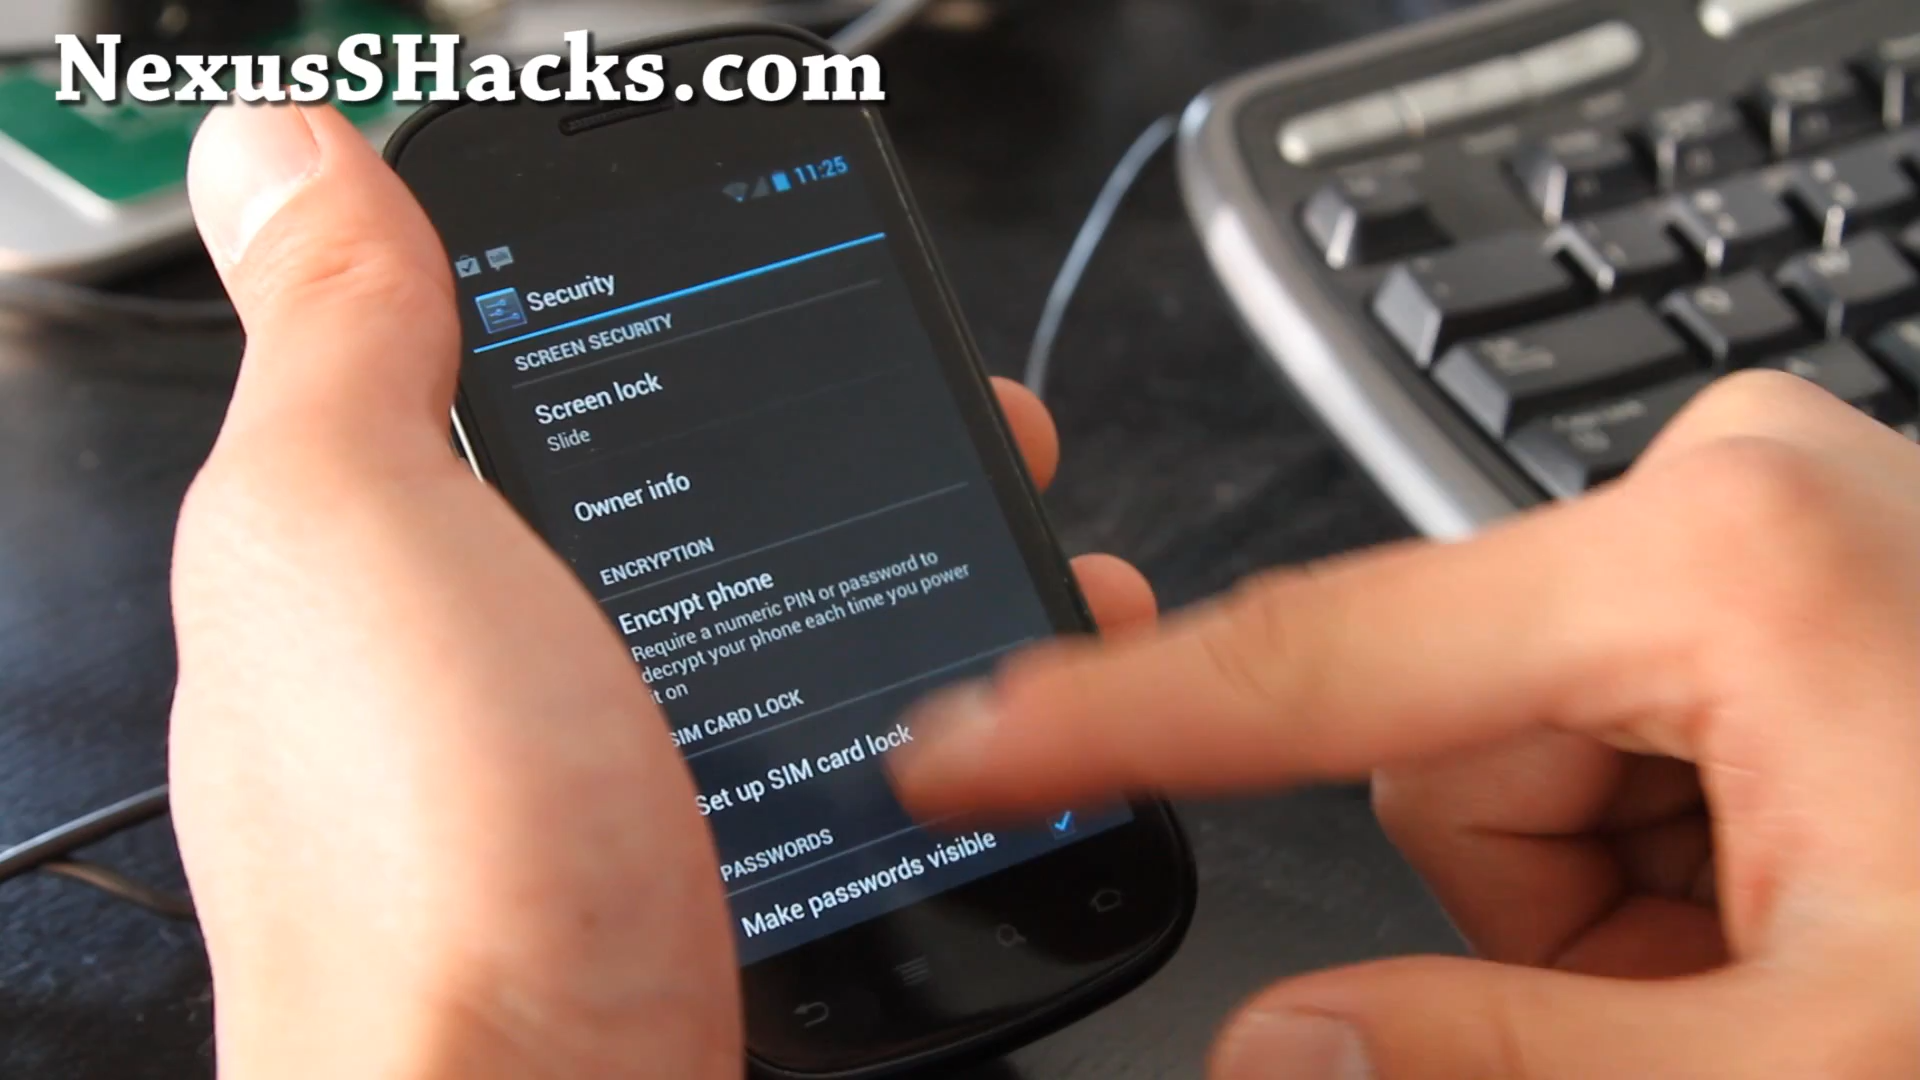 NexusSHacks.com
11:25
Security
SCREEN SECURITY
Screen lock
Slide
Owner info
ENCRYPTION
Encrypt phone
Require a numeric PIN or password to
decrypt your phone each time you power
it on
SIM CARD LOCK
Set up SIM card lock
PASSWORDS
Make passwords visible